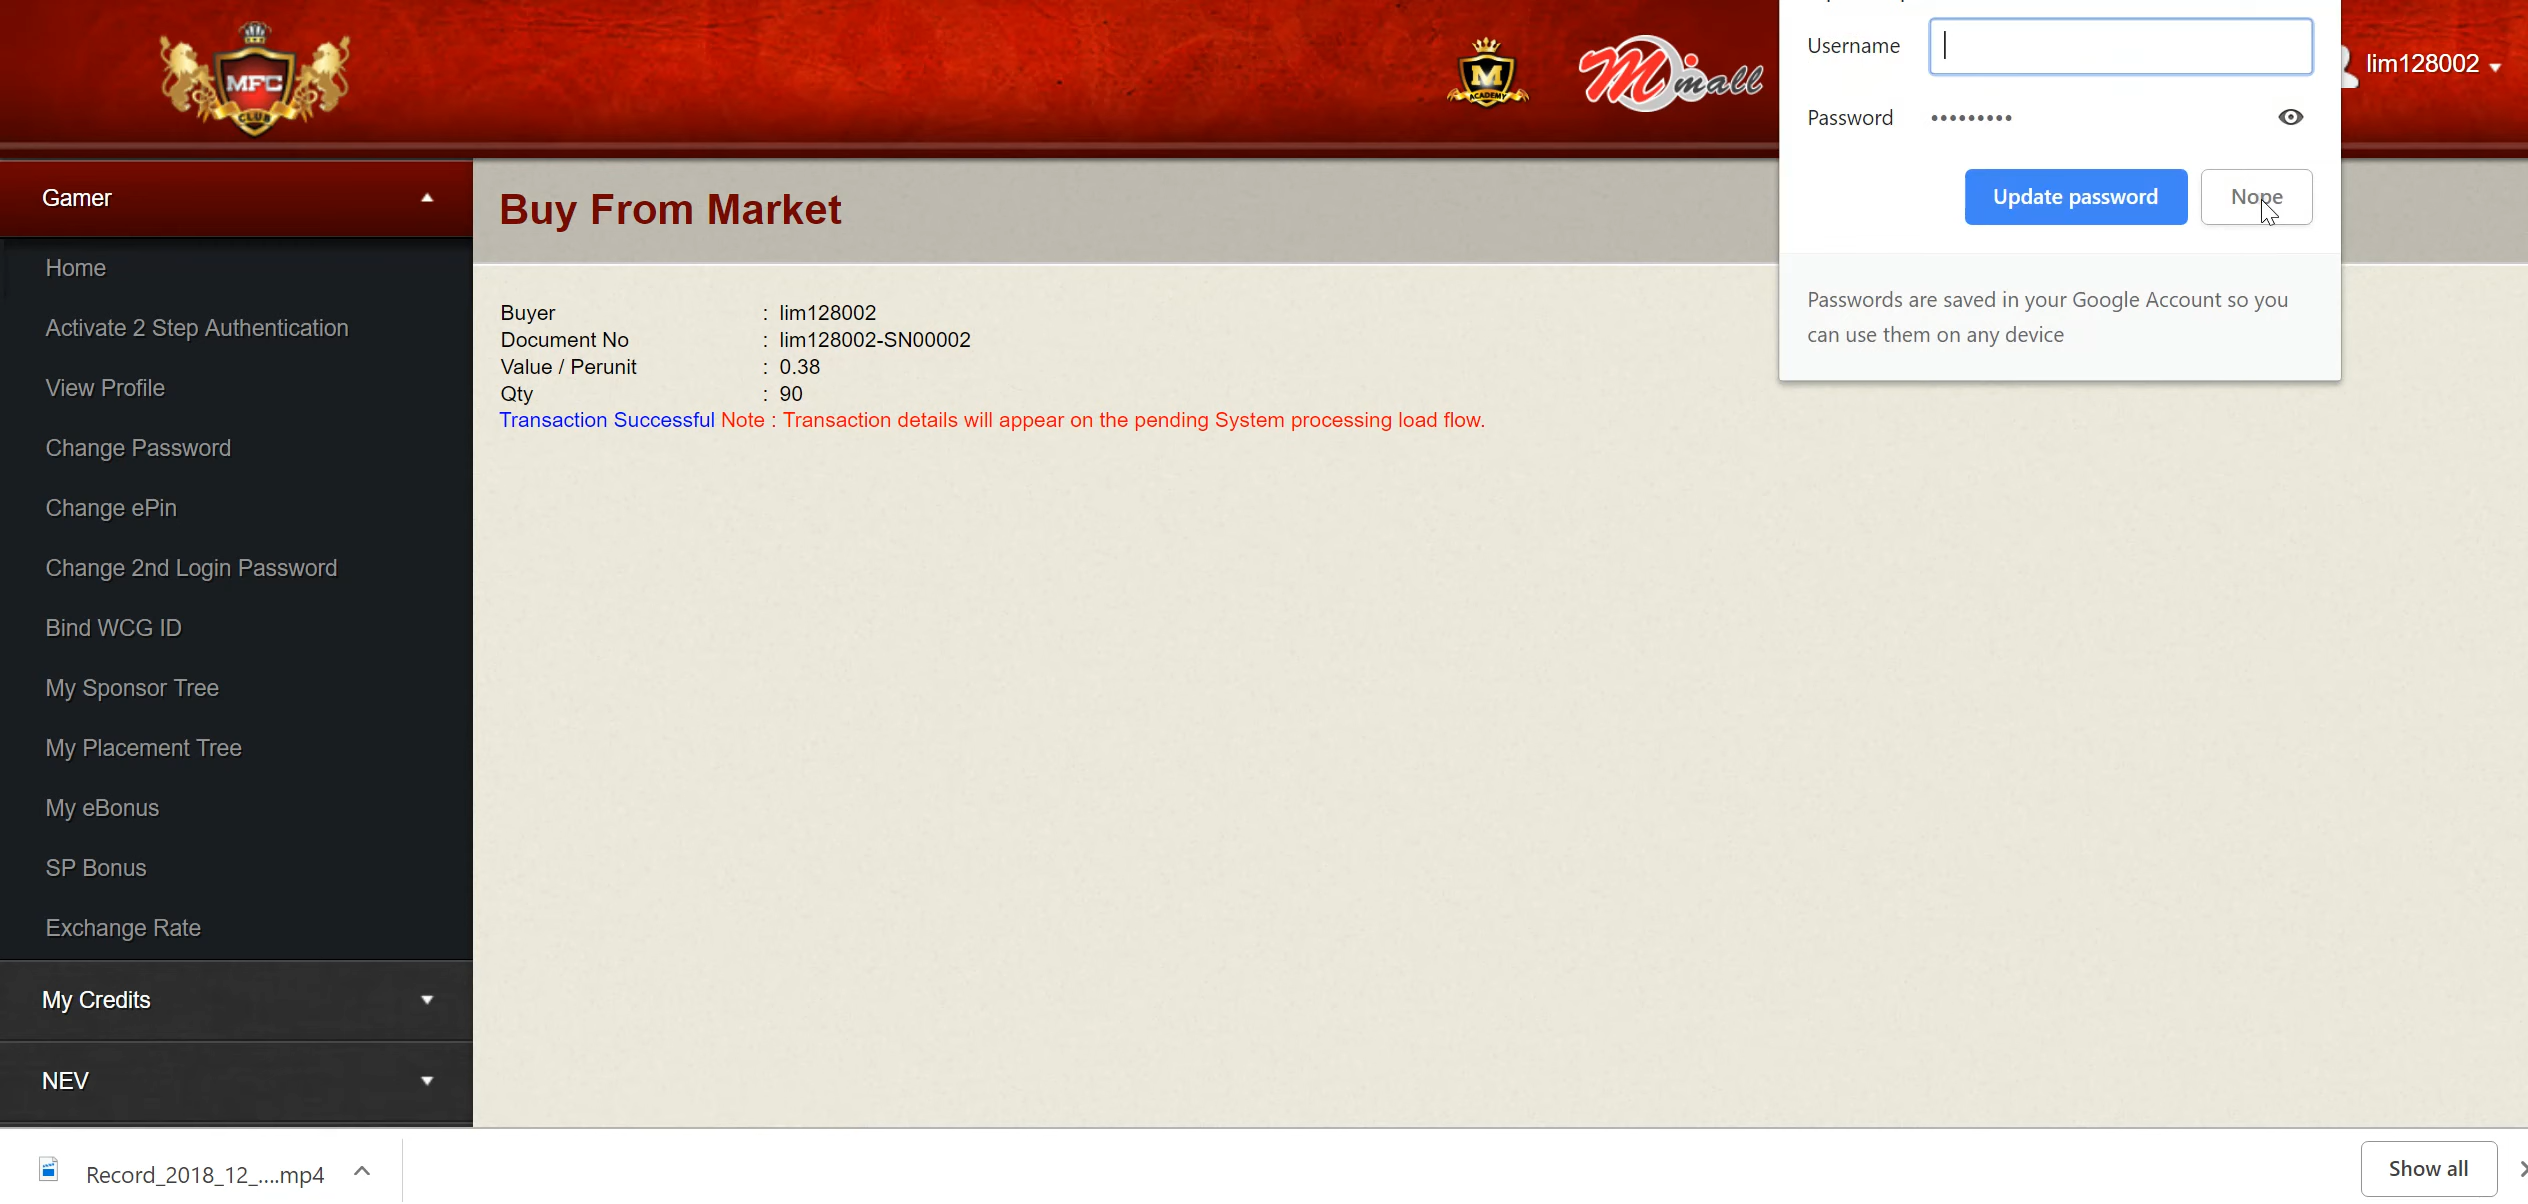 MFC
CLUB
M
ACADEMY
Mmall
Username
lim128002
Password •••••••••
Update password Nope
Passwords are saved in your Google Account so you
can use them on any device
Gamer
Home
Activate 2 Step Authentication
View Profile
Change Password
Change ePin
Change 2nd Login Password
Bind WCG ID
My Sponsor Tree
My Placement Tree
My eBonus
SP Bonus
Exchange Rate
My Credits
NEV
Buy From Market
Buyer : lim128002
Document No : lim128002-SN00002
Value / Perunit : 0.38
Qty : 90
Transaction Successful Note : Transaction details will appear on the pending System processing load flow.
Record_2018_12_....mp4
Show all